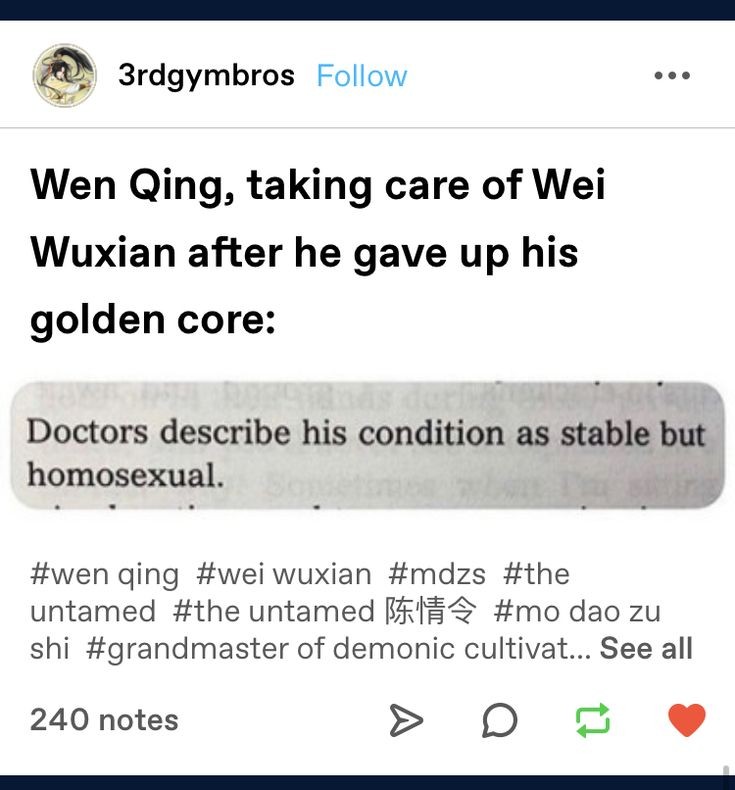 3rdgymbros Follow
Wen Qing, taking care of Wei
Wuxian after he gave up his
golden core:
Doctors describe his condition as stable but
homosexual.
#wen qing #wei wuxian #mdzs #the
untamed #the untamed 陈情令 #mo dao zu
shi #grandmaster of demonic cultivat... See all
240 notes